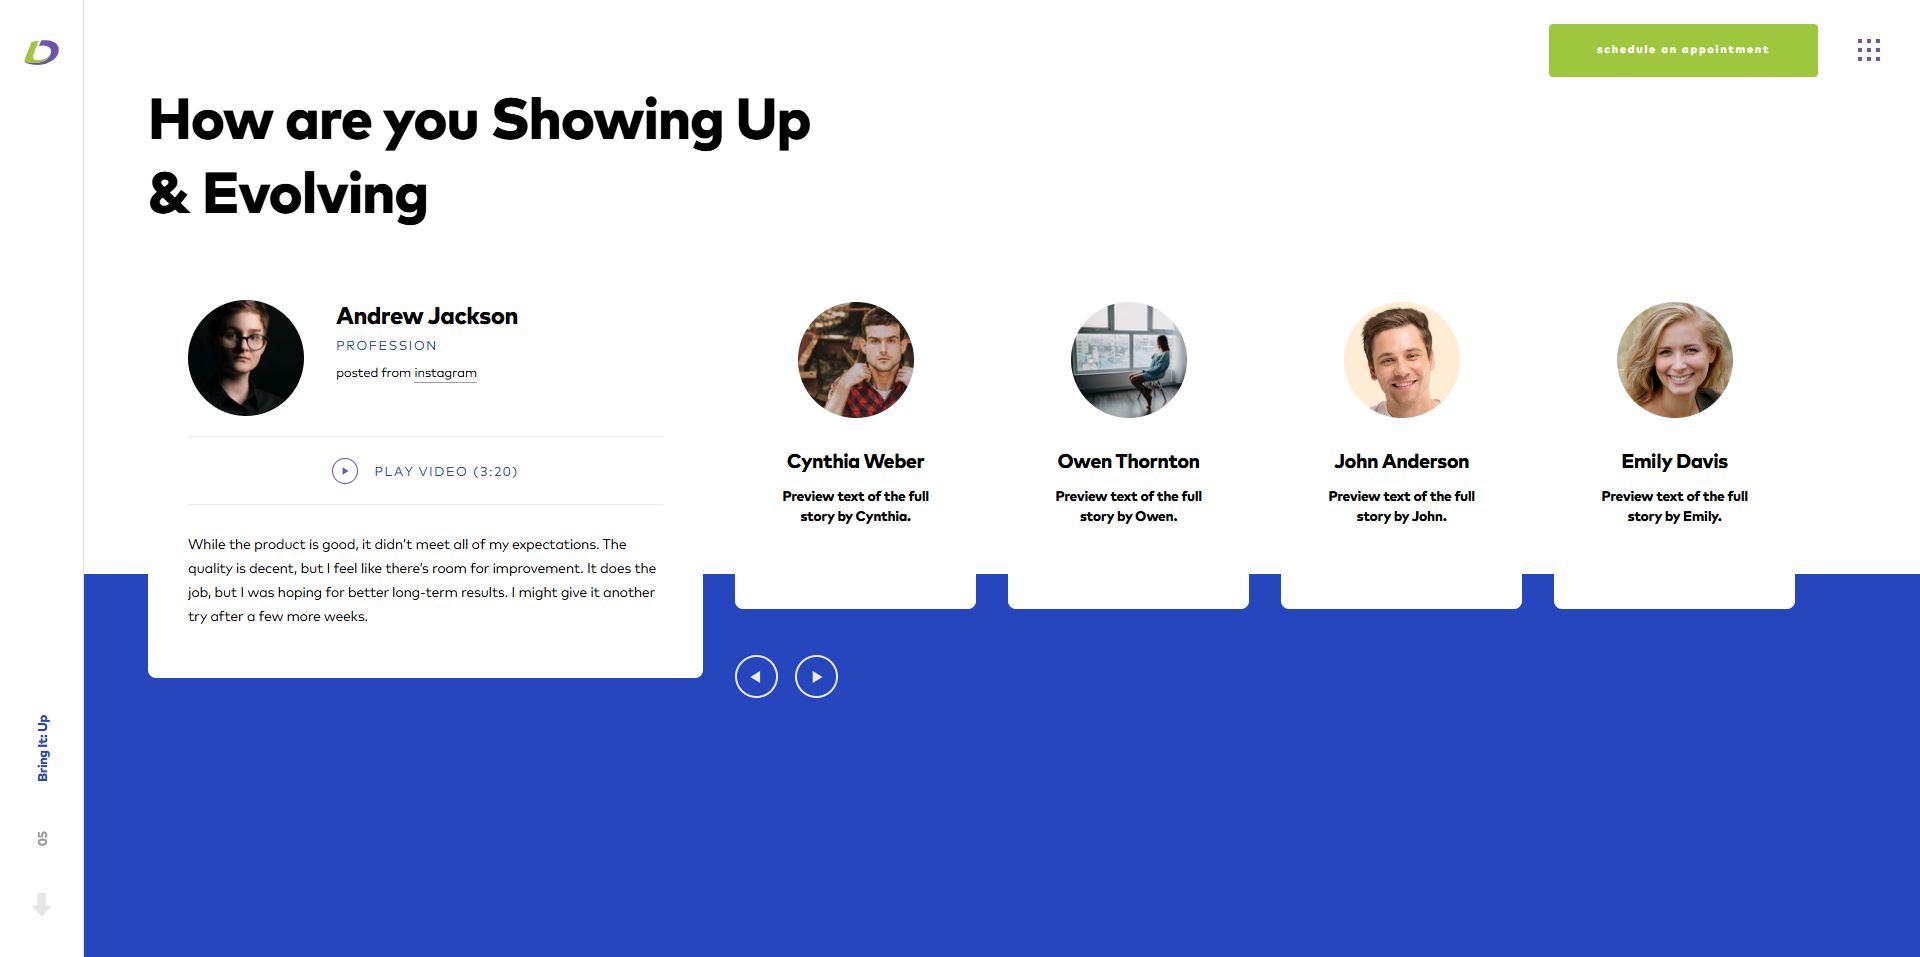 schedule an appointment
How are you Showing Up
& Evolving
Andrew Jackson
PROFESSION
posted from instagram
PLAY VIDEO (3:20)
While the product is good, it didn’t meet all of my expectations. The
quality is decent, but I feel like there’s room for improvement. It does the
job, but I was hoping for better long-term results. I might give it another
try after a few more weeks.
Cynthia Weber
Preview text of the full
story by Cynthia.
Owen Thornton
Preview text of the full
story by Owen.
John Anderson
Preview text of the full
story by John.
Emily Davis
Preview text of the full
story by Emily.
Bring It: Up
05